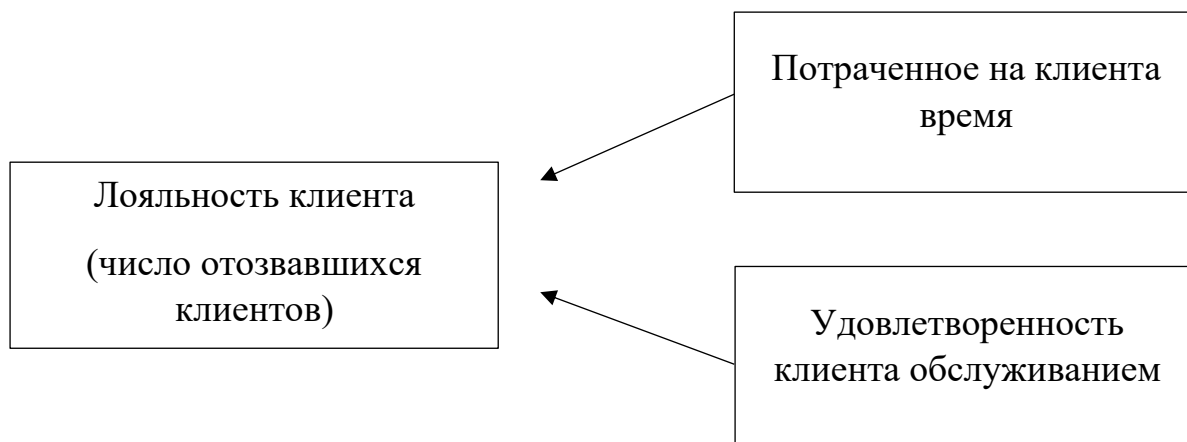 Потраченное на клиента
время
Лояльность клиента
(число отозвавшихся
клиентов)
Удовлетворенность
клиента обслуживанием